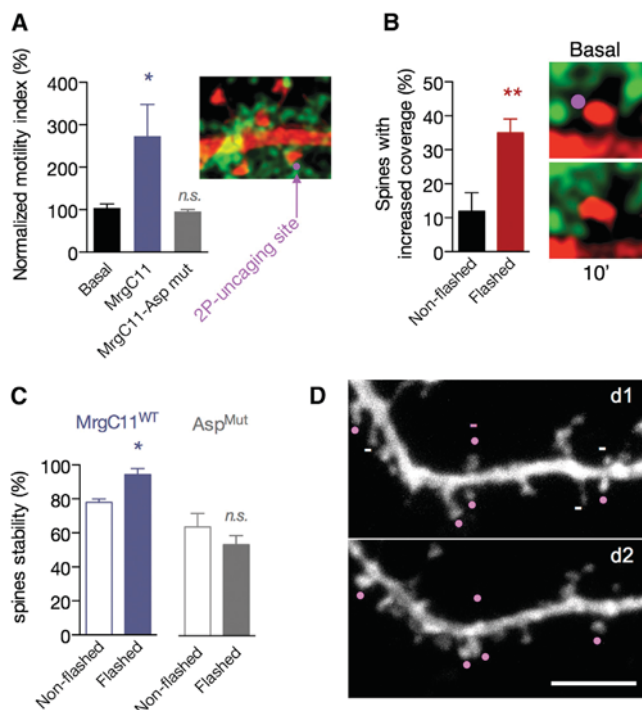 A
Normalized motility index (%)
400
300
200
100
0
*
n.s.
Basal
MrgC11
MrgC11-Asp mut
2P-uncaging site
B
Spines with
increased coverage (%)
50
40
30
20
10
0
**
Non-flashed
Flashed
Basal
10'
C
MrgC11WT
AspMut
spines stability (%)
100
80
60
40
20
0
*
n.s.
Non-flashed
Flashed
Non-flashed
Flashed
D
d1
d2